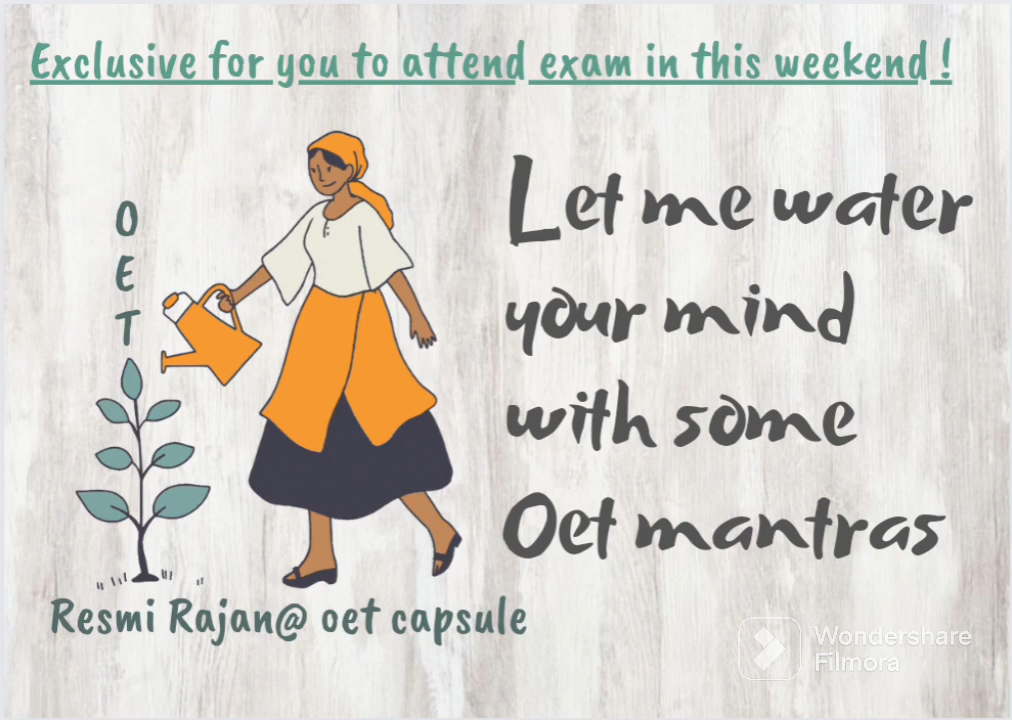 Exclusive for you to attend exam in this weekend !
O
E
T
Let me water
your mind
with some
Oet mantras
Resmi Rajan@ oet capsule
Wondershare
Filmora